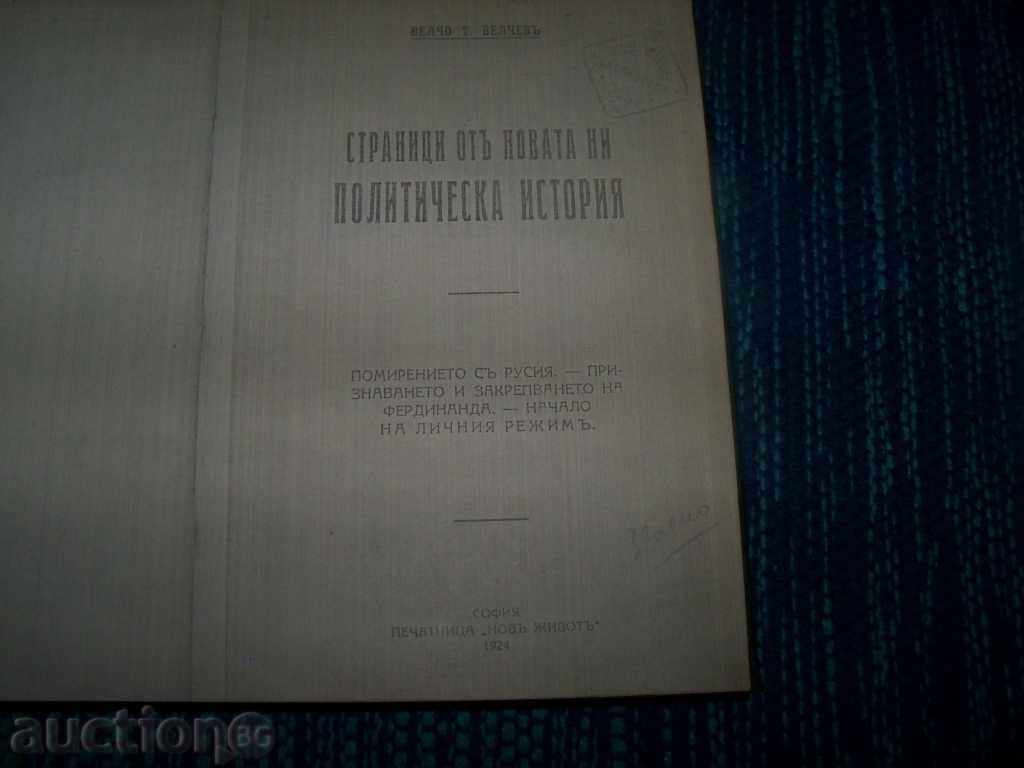 ВЕЛЧО Т. ВЕЛЧЕВЪ
СТРАНИЦИ ОТЪ НОВАТА НИ
ПОЛИТИЧЕСКА ИСТОРИЯ
ПОМИРЕНИЕТО СЪ РУСИЯ. — ПРИ-
ЗНАВАНЕТО И ЗАКРЕПВАНЕТО НА
ФЕРДИНАНДА. — НАЧАЛО
НА ЛИЧНИЯ РЕЖИМЪ.
СОФИЯ
ПЕЧАТНИЦА „НОВЪ ЖИВОТЪ"
1924
auction BG